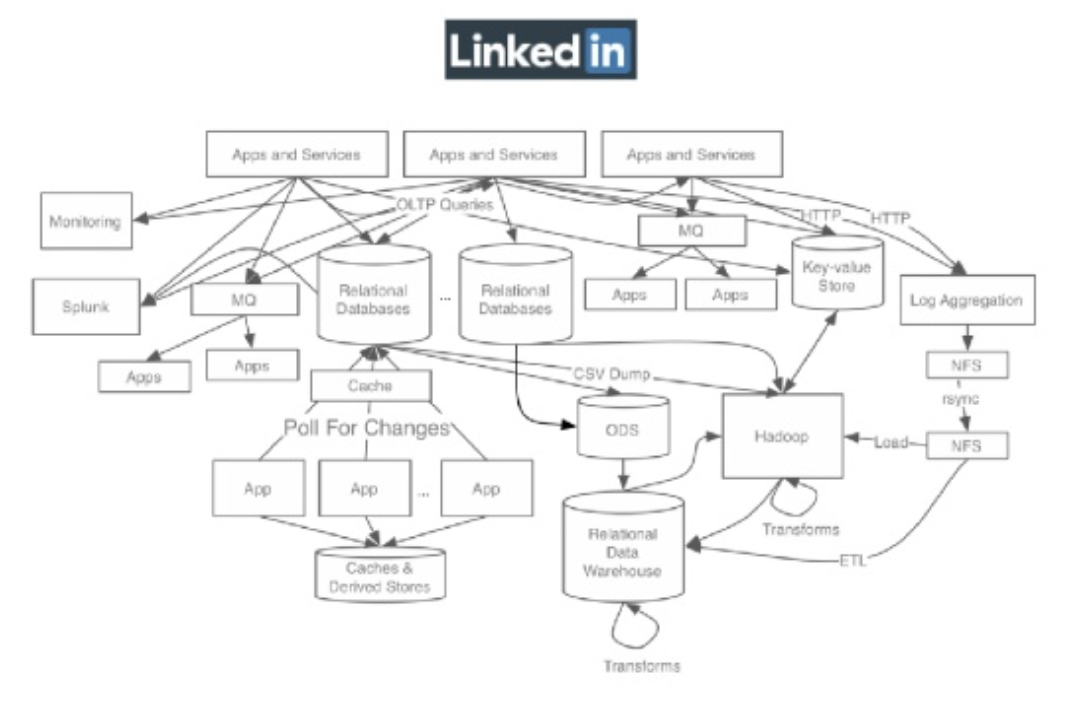 Linked in
Apps and Services
Apps and Services
Apps and Services
Monitoring
OLTP Queries
HTTP
HTTP
MQ
Splunk
MQ
Relational
Databases
...
Relational
Databases
Apps
Apps
Key-value
Store
Log Aggregation
Apps
Apps
Cache
CSV Dump
NFS
rsync
Poll For Changes
ODS
Hadoop
Load
NFS
App
App
...
App
Transforms
Relational
Data
Warehouse
ETL
Caches &
Derived Stores
Transforms